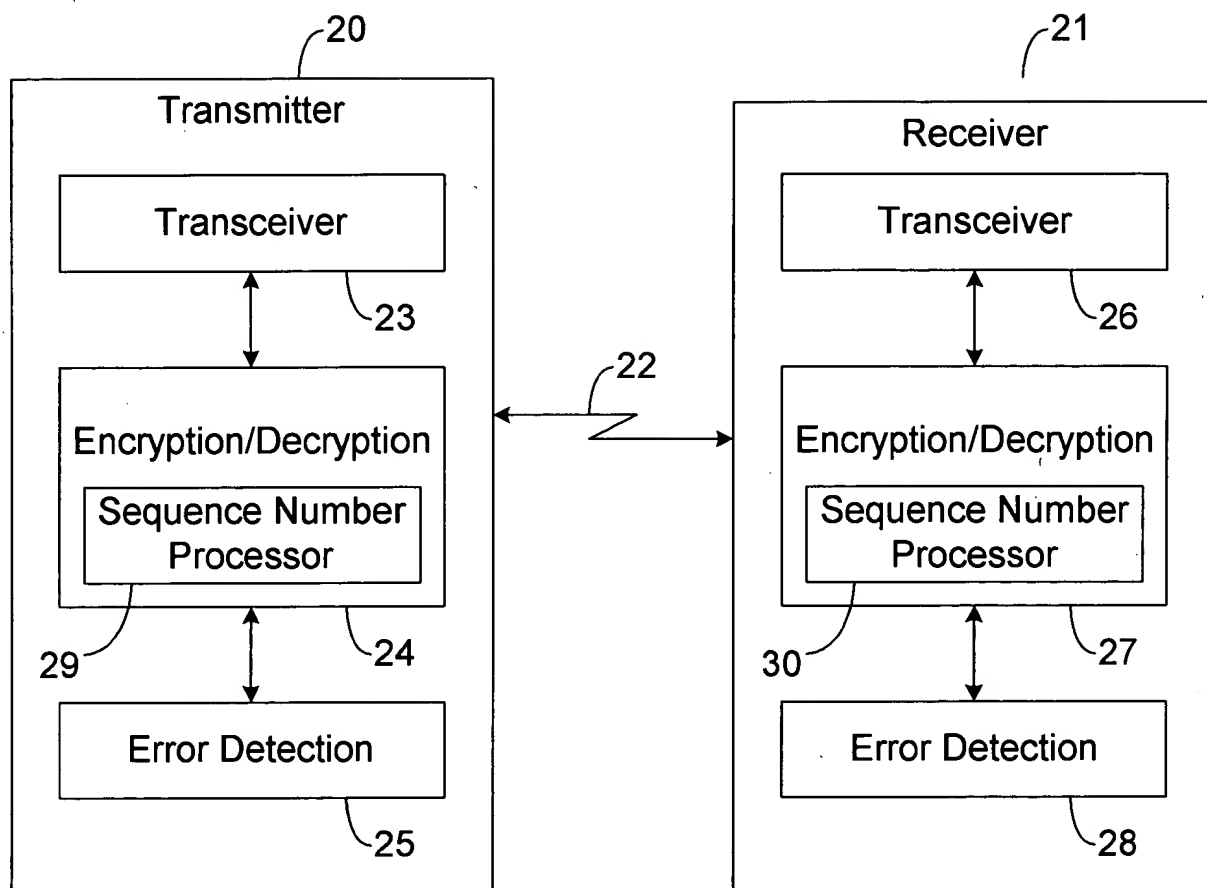 20
21
Transmitter
Receiver
Transceiver
Transceiver
23
26
22
Encryption/Decryption
Encryption/Decryption
Sequence Number
Processor
Sequence Number
Processor
29
24
30
27
Error Detection
Error Detection
25
28